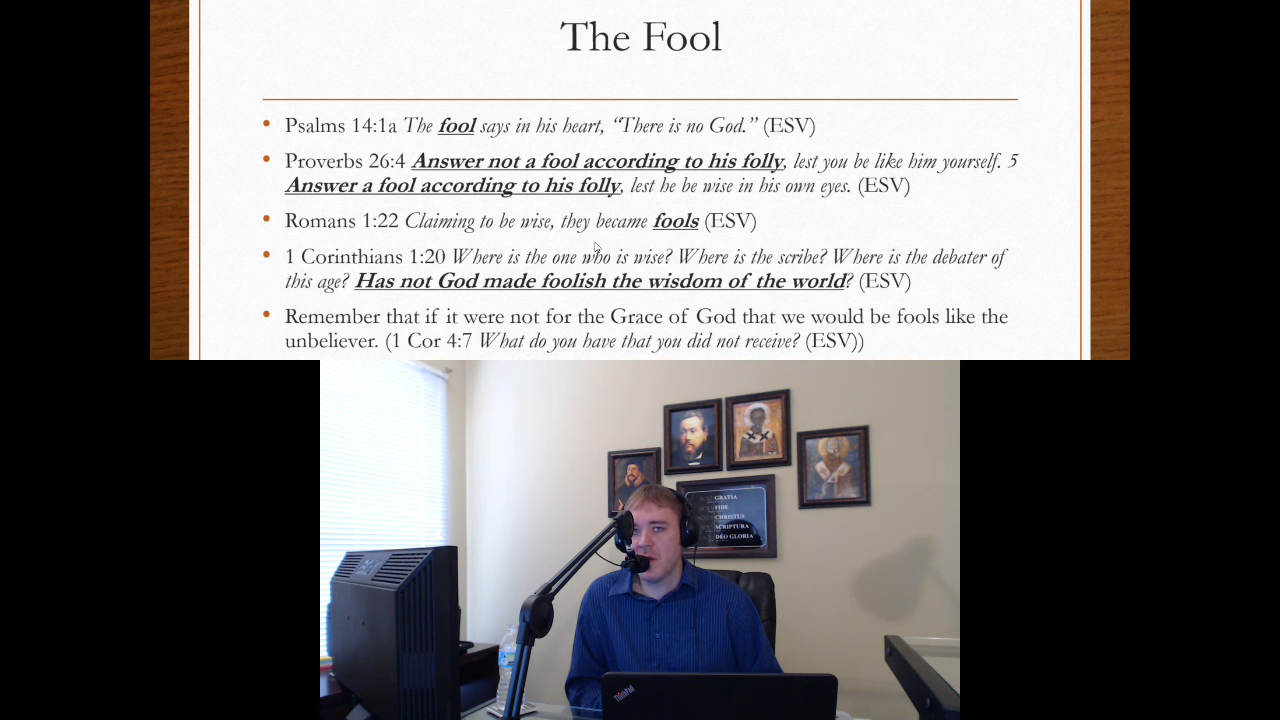 The Fool
• Psalms 14:1a The fool says in his heart, “There is no God.” (ESV)
• Proverbs 26:4 Answer not a fool according to his folly, lest you be like him yourself. 5
Answer a fool according to his folly, lest he be wise in his own eyes. (ESV)
• Romans 1:22 Claiming to be wise, they became fools (ESV)
• 1 Corinthians 1:20 Where is the one who is wise? Where is the scribe? Where is the debater of
this age? Has not God made foolish the wisdom of the world? (ESV)
• Remember that if it were not for the Grace of God that we would be fools like the
unbeliever. (1 Cor 4:7 What do you have that you did not receive? (ESV))
GRATIA
FIDE
CHRISTUS
SCRIPTURA
DEO GLORIA
ThinkPad